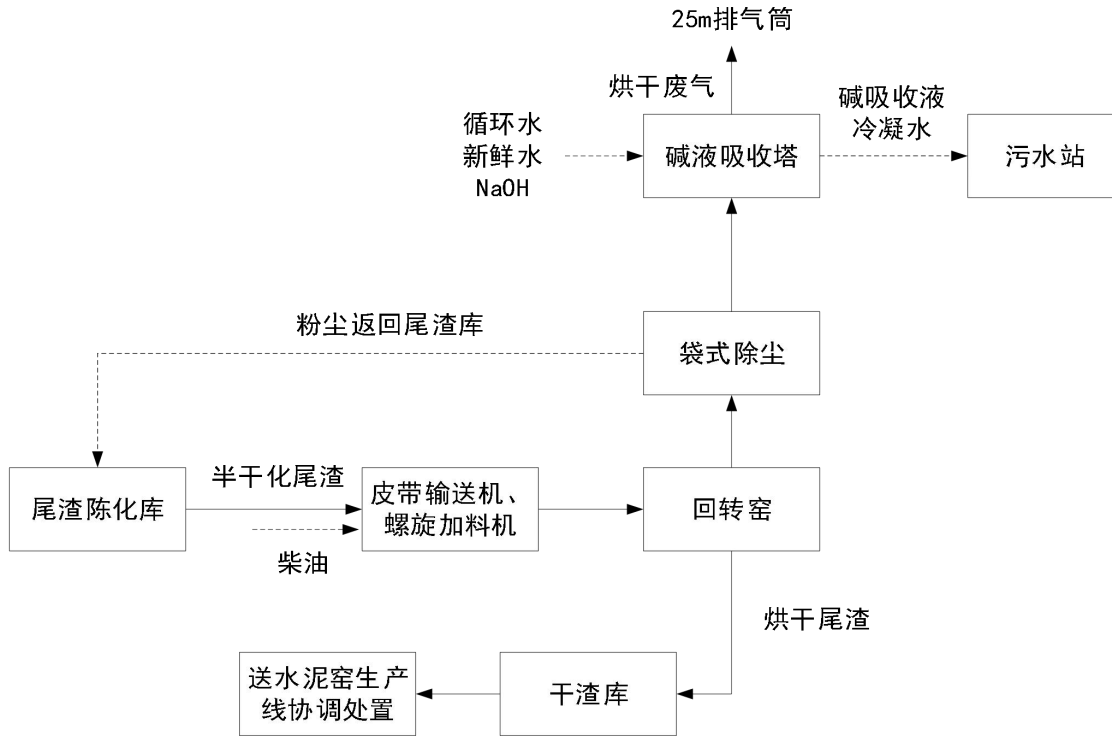 25m排气筒
烘干废气
循环水
新鲜水
NaOH
碱液吸收塔
碱吸收液
冷凝水
污水站
粉尘返回尾渣库
袋式除尘
尾渣陈化库
半干化尾渣
柴油
皮带输送机、
螺旋加料机
回转窑
烘干尾渣
送水泥窑生产
线协调处置
干渣库